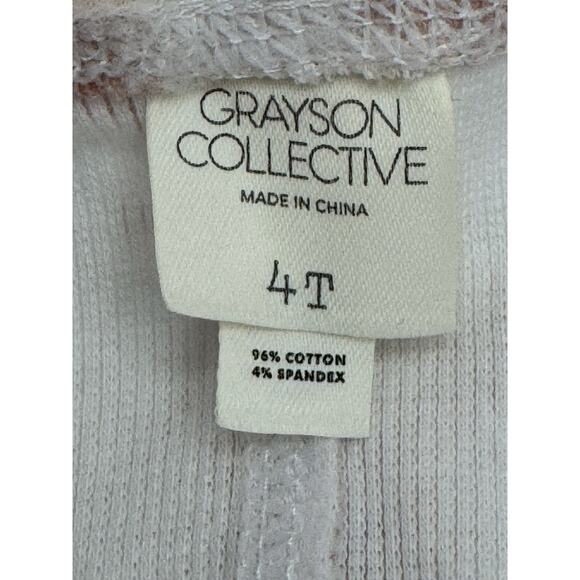 GRAYSON
COLLECTIVE
MADE IN CHINA
4T
96% COTTON
4% SPANDEX